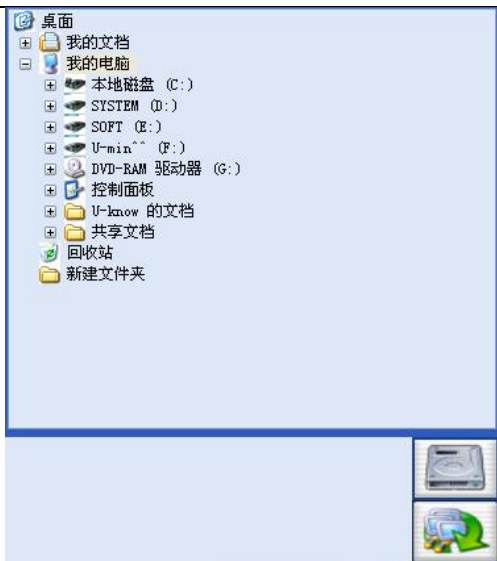 桌面
我的文档
我的电脑
本地磁盘 (C:)
SYSTEM (D:)
SOFT (E:)
U-min^^ (F:)
DVD-RAM 驱动器 (G:)
控制面板
U-know 的文档
共享文档
回收站
新建文件夹